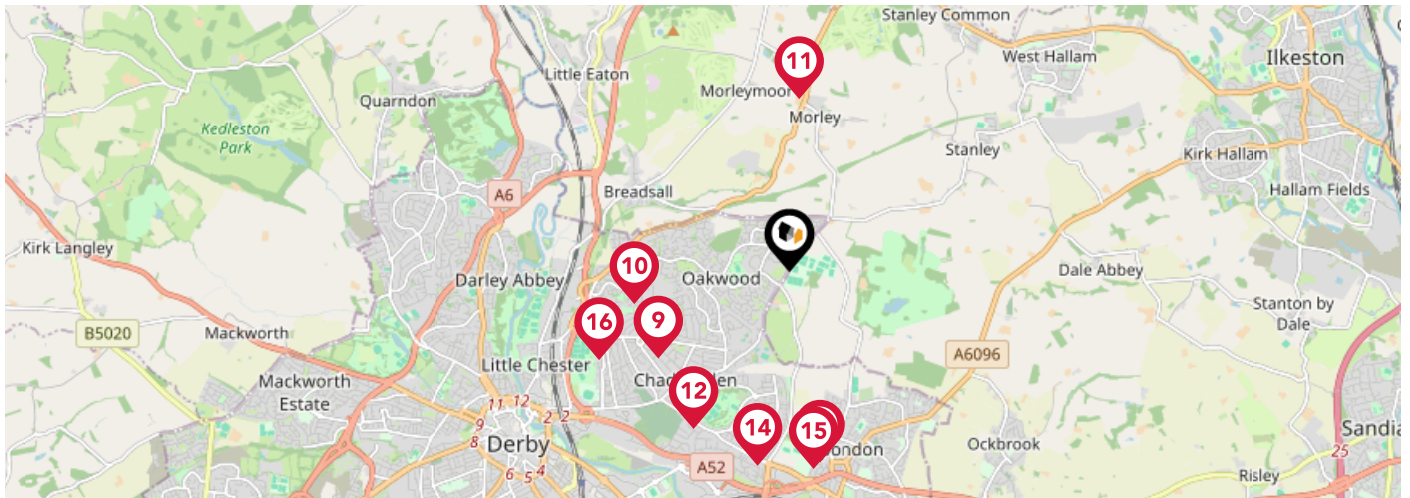 Stanley Common
11
West Hallam
Ilkeston
Little Eaton
Morleymoor
Quarndon
Morley
Kedleston
Park
Stanley
Kirk Hallam
A6
Breadsall
Hallam Fields
Kirk Langley
10
Oakwood
Darley Abbey
Dale Abbey
Stanton by
Dale
B5020
Mackworth
16
9
A6096
Little Chester
Mackworth
Estate
12
11
12
2
2
9
8
Derby
14
15
6
5
4
A52
Ockbrook
25
Risley